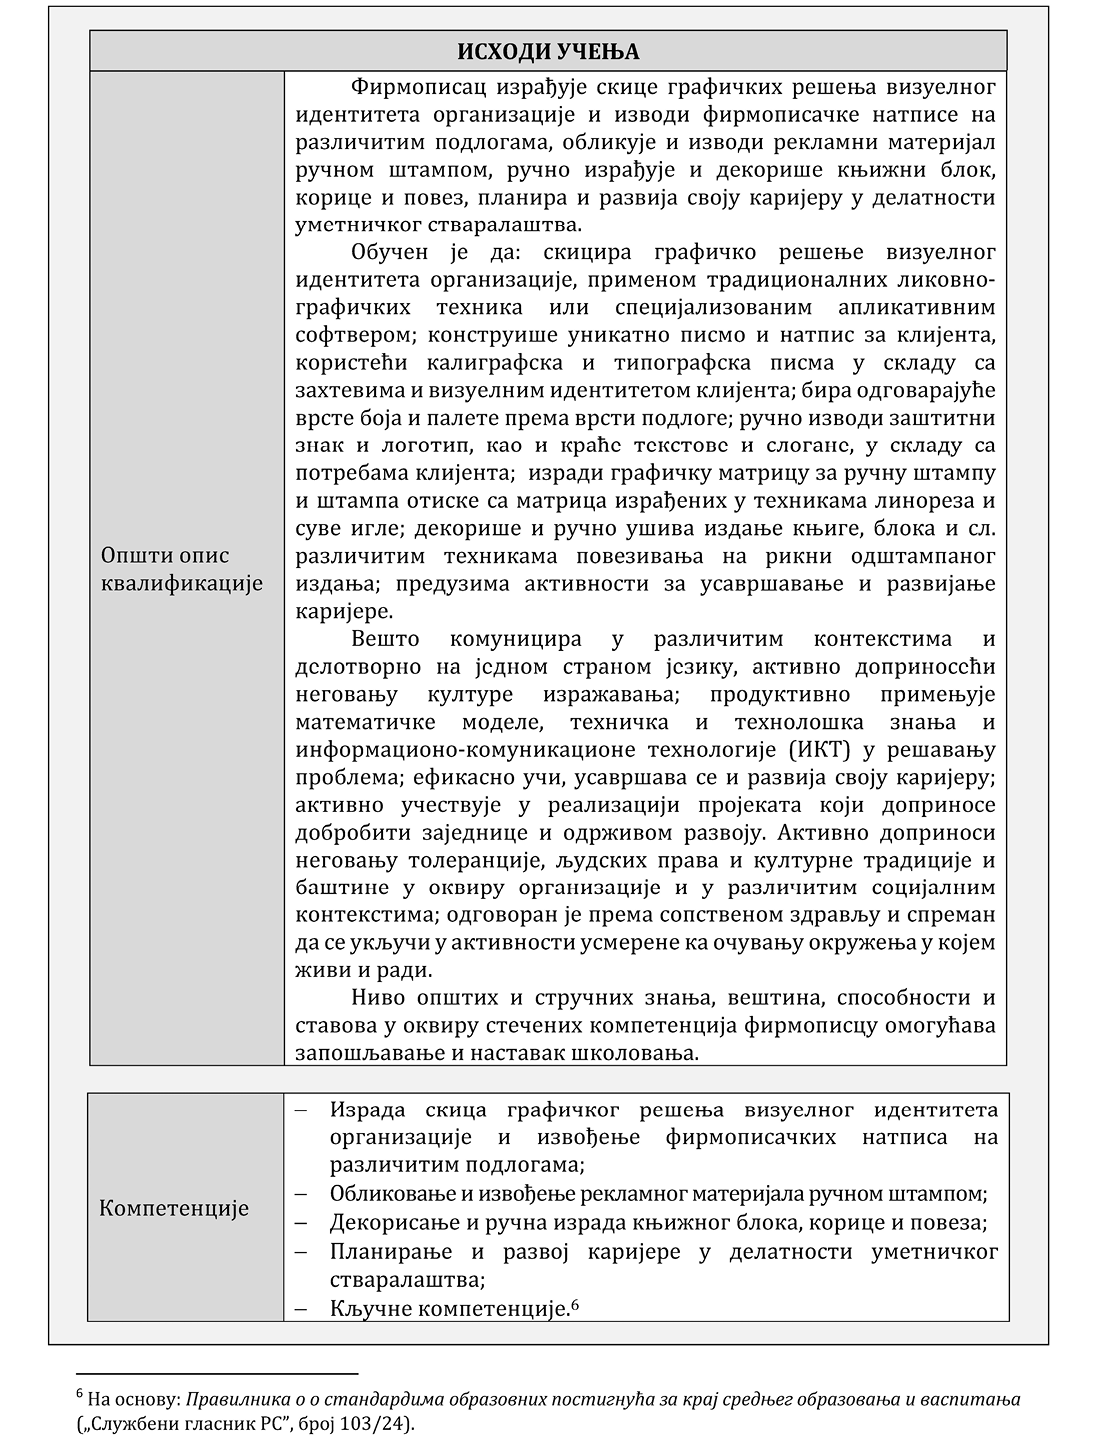 ИСХОДИ УЧЕЊА
Фирмописац израђује скице графичких решења визуелног
идентитета организације и изводи фирмописачке натписе на
различитим подлогама, обликује и изводи рекламни материјал
ручном штампом, ручно израђује и декорише књижни блок,
корице и повез, планира и развија своју каријеру у делатности
уметничког стваралаштва.
Обучен је да: скицира графичко решење визуелног
идентитета организације, применом традиционалних ликовно-
графичких техника или специјализованим апликативним
софтвером; конструише уникатно писмо и натпис за клијента,
користећи калиграфска и типографска писма у складу са
захтевима и визуелним идентитетом клијента; бира одговарајуће
врсте боја и палете према врсти подлоге; ручно изводи заштитни
знак и логотип, као и краће текстове и слогане, у складу са
потребама клијента; изради графичку матрицу за ручну штампу
и штампа отиске са матрица израђених у техникама линореза и
суве игле; декорише и ручно ушива издање књиге, блока и сл.
различитим техникама повезивања на рикни одштампаног
издања; предузима активности за усавршавање и развијање
каријере.
Општи опис
квалификације
Вешто комуницира у различитим контекстима и
делотворно на једном страном језику, активно доприносећи
неговању културе изражавања; продуктивно примењује
математичке моделе, техничка и технолошка знања и
информационо-комуникационе технологије (ИКТ) у решавању
проблема; ефикасно учи, усавршава се и развија своју каријеру;
активно учествује у реализацији пројеката који доприносе
добробити заједнице и одрживом развоју. Активно доприноси
неговању толеранције, људских права и културне традиције и
баштине у оквиру организације и у различитим социјалним
контекстима; одговоран је према сопственом здрављу и спреман
да се укључи у активности усмерене ка очувању окружења у којем
живи и ради.
Ниво општих и стручних знања, вештина, способности и
ставова у оквиру стечених компетенција фирмописцу омогућава
запошљавање и наставак школовања.
Компетенције
– Израда скица графичког решења визуелног идентитета
организације и извођење фирмописачких натписа на
различитим подлогама;
– Обликовање и извођење рекламног материјала ручном штампом;
– Декорисање и ручна израда књижног блока, корице и повеза;
– Планирање и развој каријере у делатности уметничког
стваралаштва;
– Кључне компетенције.⁶
⁶ На основу: Правилника о о стандардима образовних постигнућа за крај средњег образовања и васпитања
(„Службени гласник РС”, број 103/24).